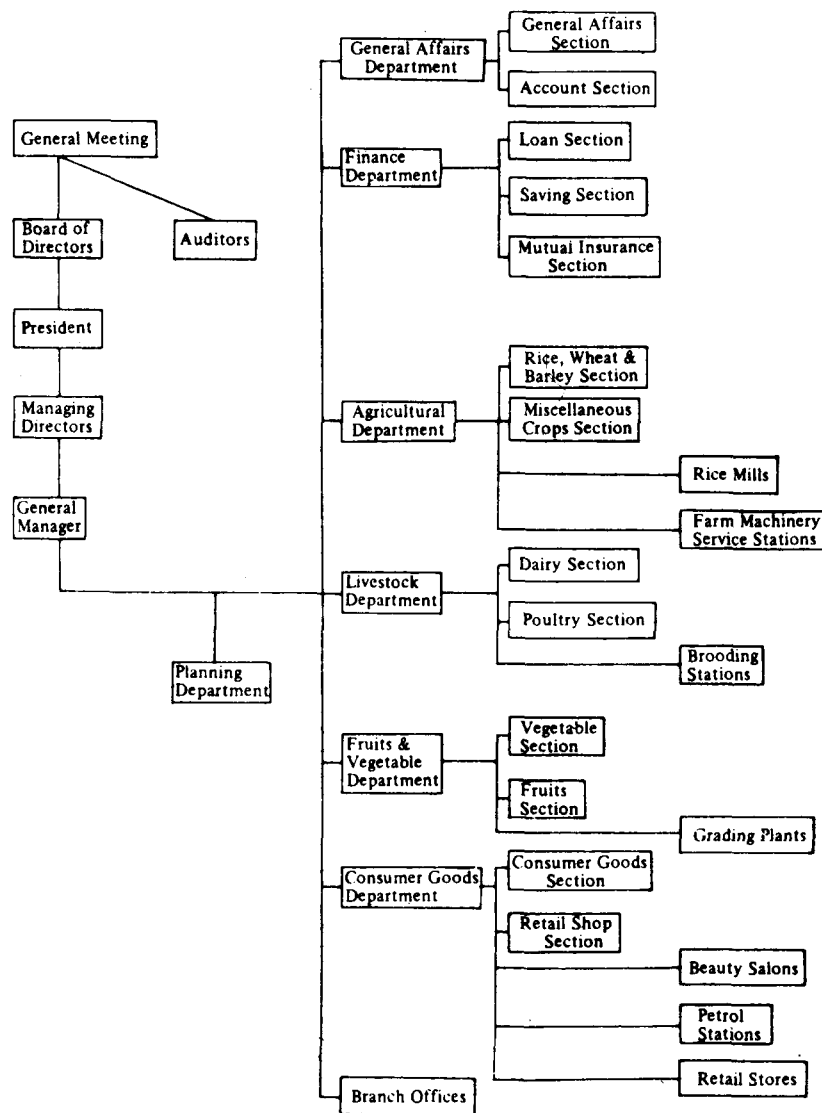 General Meeting
Board of
Directors
Auditors
President
Managing
Directors
General
Manager
Planning
Department
General Affairs
Department
General Affairs
Section
Account Section
Finance
Department
Loan Section
Saving Section
Mutual Insurance
Section
Agricultural
Department
Rice, Wheat &
Barley Section
Miscellaneous
Crops Section
Rice Mills
Farm Machinery
Service Stations
Livestock
Department
Dairy Section
Poultry Section
Brooding
Stations
Fruits &
Vegetable
Department
Vegetable
Section
Fruits
Section
Grading Plants
Consumer Goods
Department
Consumer Goods
Section
Retail Shop
Section
Beauty Salons
Petrol
Stations
Retail Stores
Branch Offices